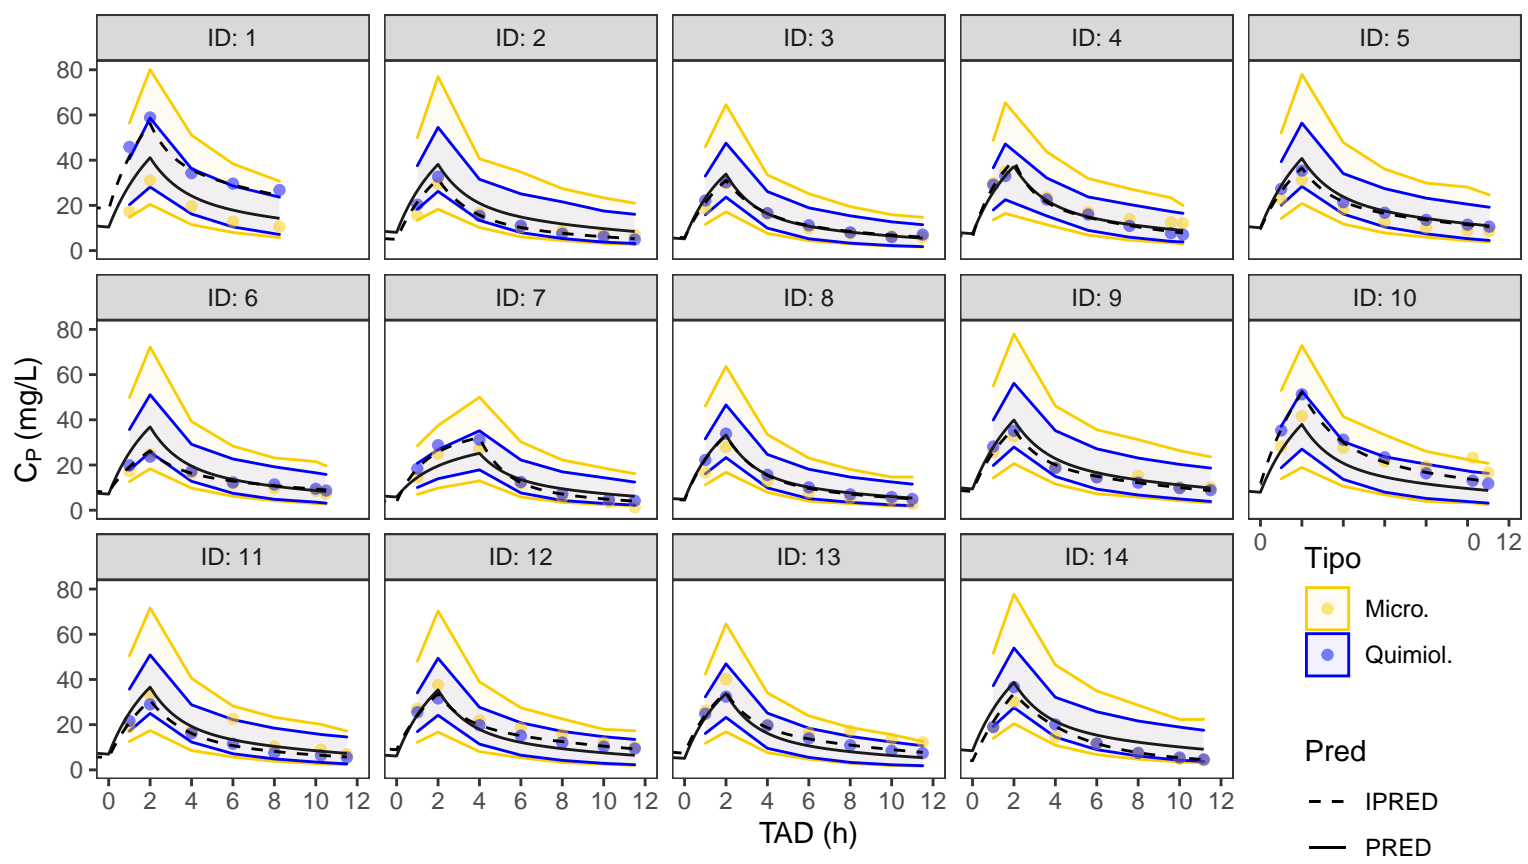 ID: 1 ID: 2 ID: 3 ID: 4 ID: 5
80
60
40
20
0
ID: 6 ID: 7 ID: 8 ID: 9 ID: 10
80
60
40
20
0
0 0 12
ID: 11 ID: 12 ID: 13 ID: 14
80
60
40
20
0
0 2 4 6 8 10 12 0 2 4 6 8 10 12 0 2 4 6 8 10 12 0 2 4 6 8 10 12
CP (mg/L)
TAD (h)
Tipo
Micro.
Quimiol.
Pred
IPRED
PRED